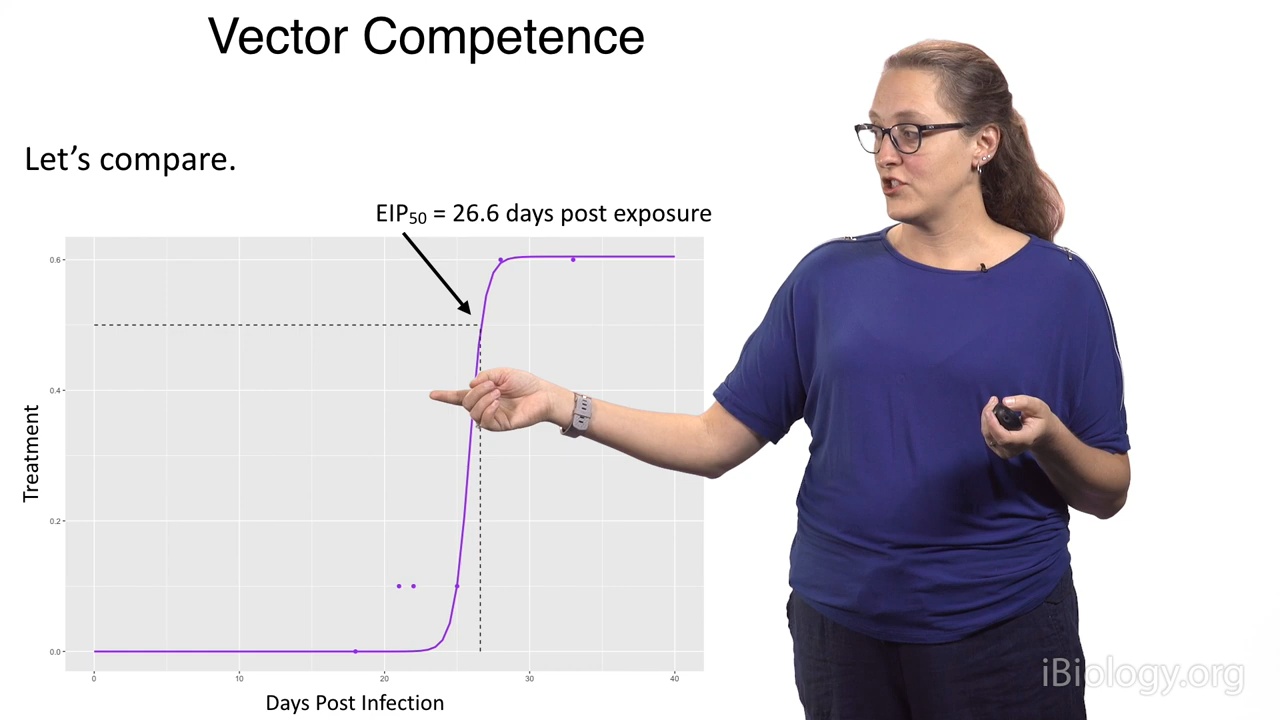 Vector Competence
Let’s compare.
EIP₅₀ = 26.6 days post exposure
Treatment
0.6
0.4
0.2
0.0
0
10
20
30
40
Days Post Infection
iBiology.org